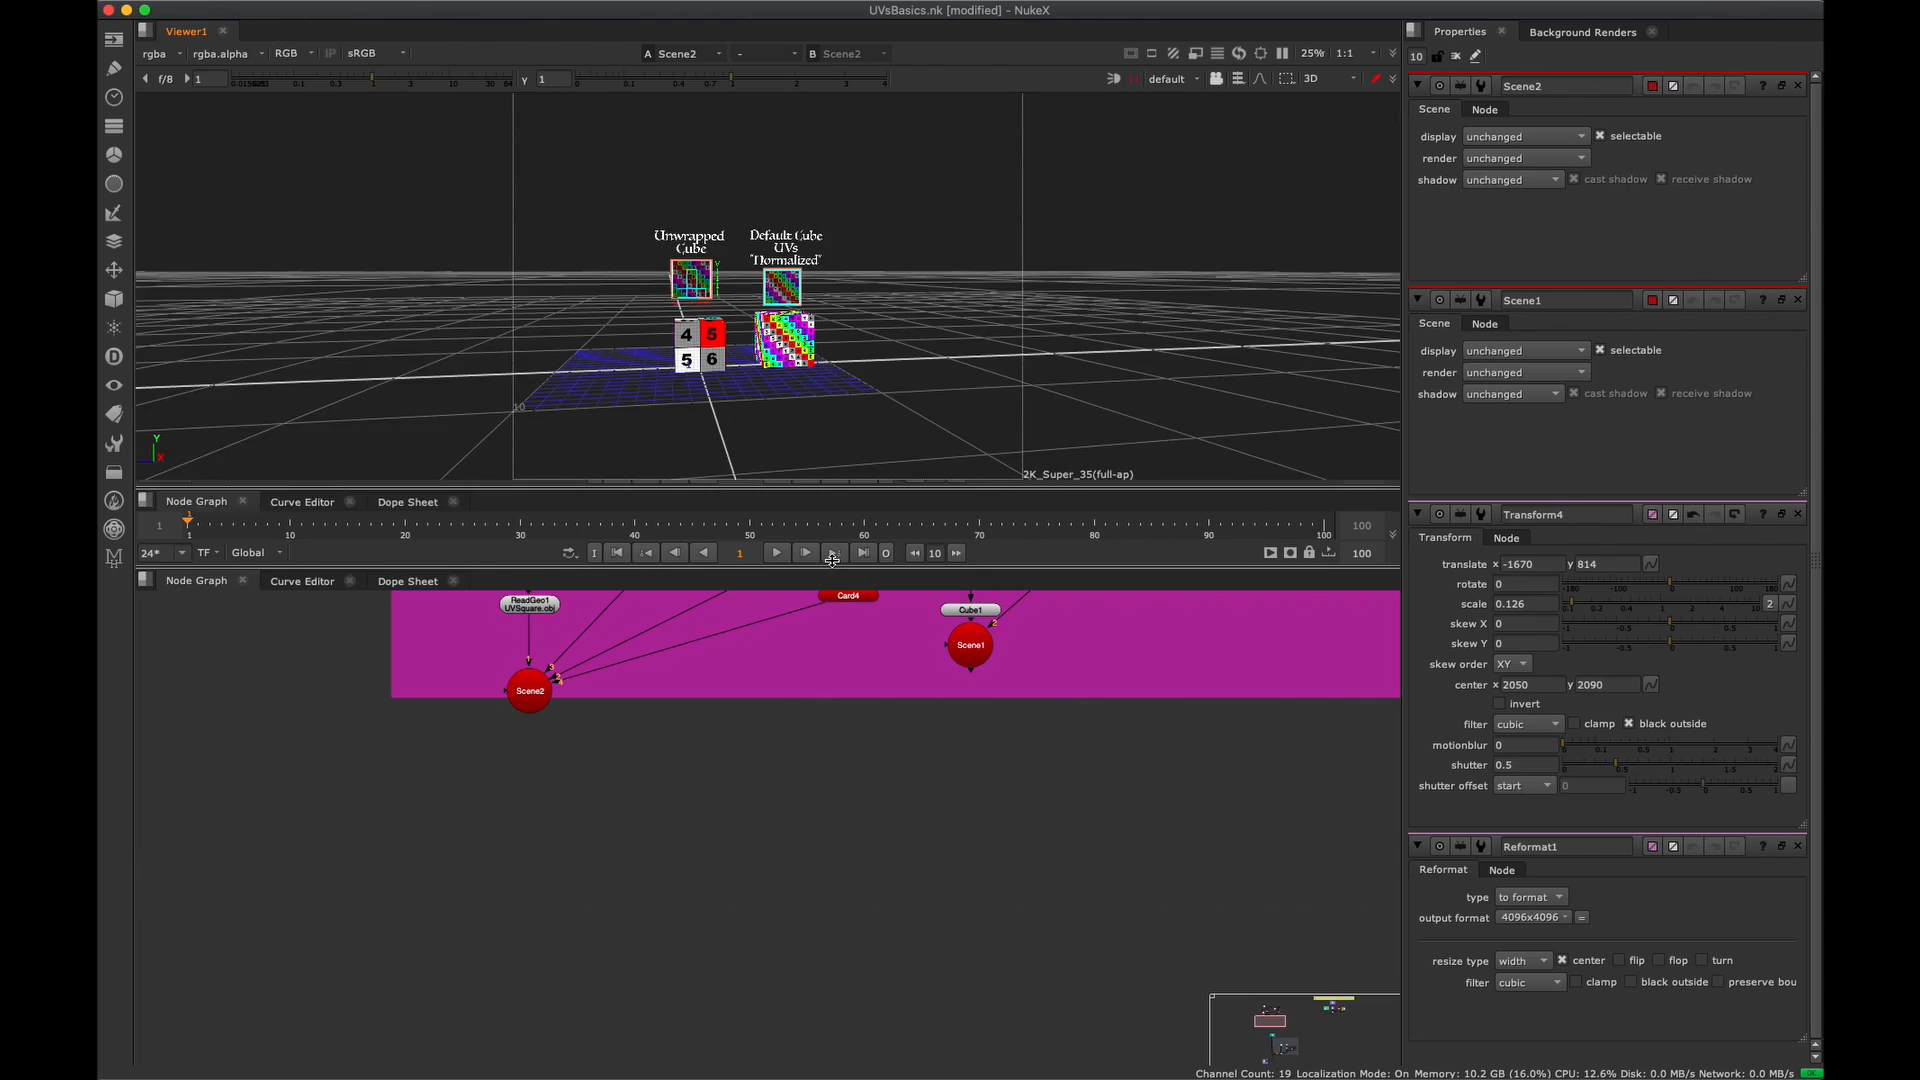 UVsBasics.nk [modified] - NukeX
Viewer1
rgba rgba.alpha RGB IP sRGB A Scene2 - B Scene2 25% 1:1
f/8 1 γ 1 default 3D
Unwrapped
Cube
Default Cube
UVs
"Normalized"
4 5
5 6
10
Y
X
2K_Super_35(full-ap)
Node Graph Curve Editor Dope Sheet
1 1 10 20 30 40 50 60 70 80 90 100 100
24* TF Global I 1 O 10 100
Node Graph Curve Editor Dope Sheet
ReadGeo1
UVSquare.obj
Card4
Cube1
Scene1
Scene2
Properties Background Renders
10
Scene2
Scene Node
display unchanged selectable
render unchanged
shadow unchanged cast shadow receive shadow
Scene1
Scene Node
display unchanged selectable
render unchanged
shadow unchanged cast shadow receive shadow
Transform4
Transform Node
translate x -1670 y 814
rotate 0
scale 0.126 2
skew X 0
skew Y 0
skew order XY
center x 2050 y 2090
invert
filter cubic clamp black outside
motionblur 0
shutter 0.5
shutter offset start 0
Reformat1
Reformat Node
type to format
output format 4096x4096 =
resize type width center flip flop turn
filter cubic clamp black outside preserve bou
Channel Count: 19 Localization Mode: On Memory: 10.2 GB (16.0%) CPU: 12.6% Disk: 0.0 MB/s Network: 0.0 MB/s